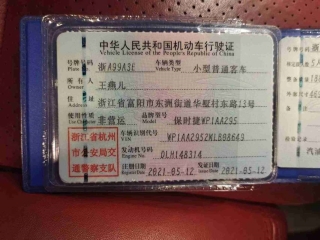 中华人民共和国机动车行驶证
Vehicle License of the People's Republic of China
号牌号码 Plate No. 浙A99A3E 车辆类型 Vehicle Type 小型普通客车
所有人 Owner 王燕儿
住址 Address 浙江省富阳市东洲街道华墅村东路13号
使用性质 Use Character 非营运 品牌型号 Model 保时捷WP1AA295
浙江省杭州
市公安局交
通警察支队
车辆识别代号 VIN WP1AA2952MLB08649
发动机号码 Engine No. DLH148314
注册日期 Register Date 2021-05-12 发证日期 Issue Date 2021-05-12